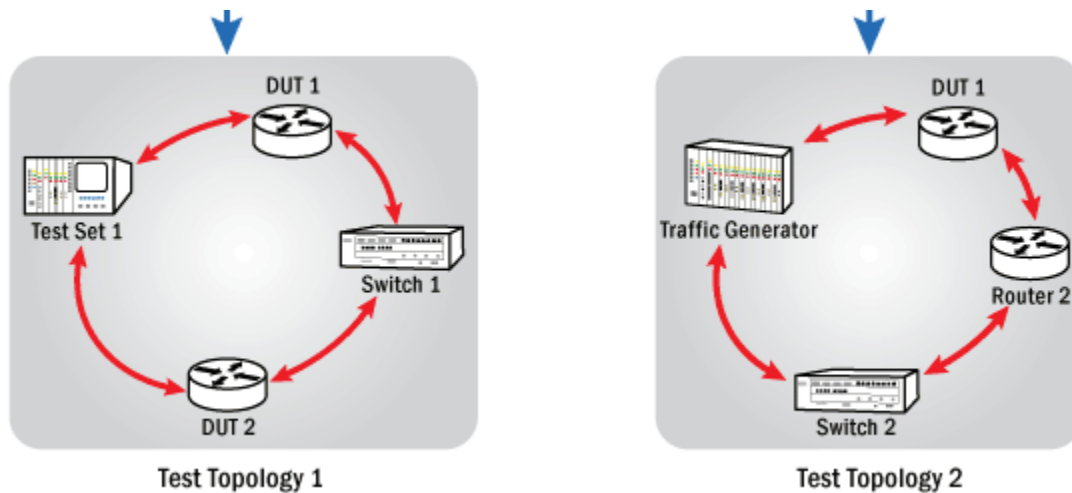 DUT 1
Test Set 1
Switch 1
DUT 2
Test Topology 1
DUT 1
Traffic Generator
Router 2
Switch 2
Test Topology 2